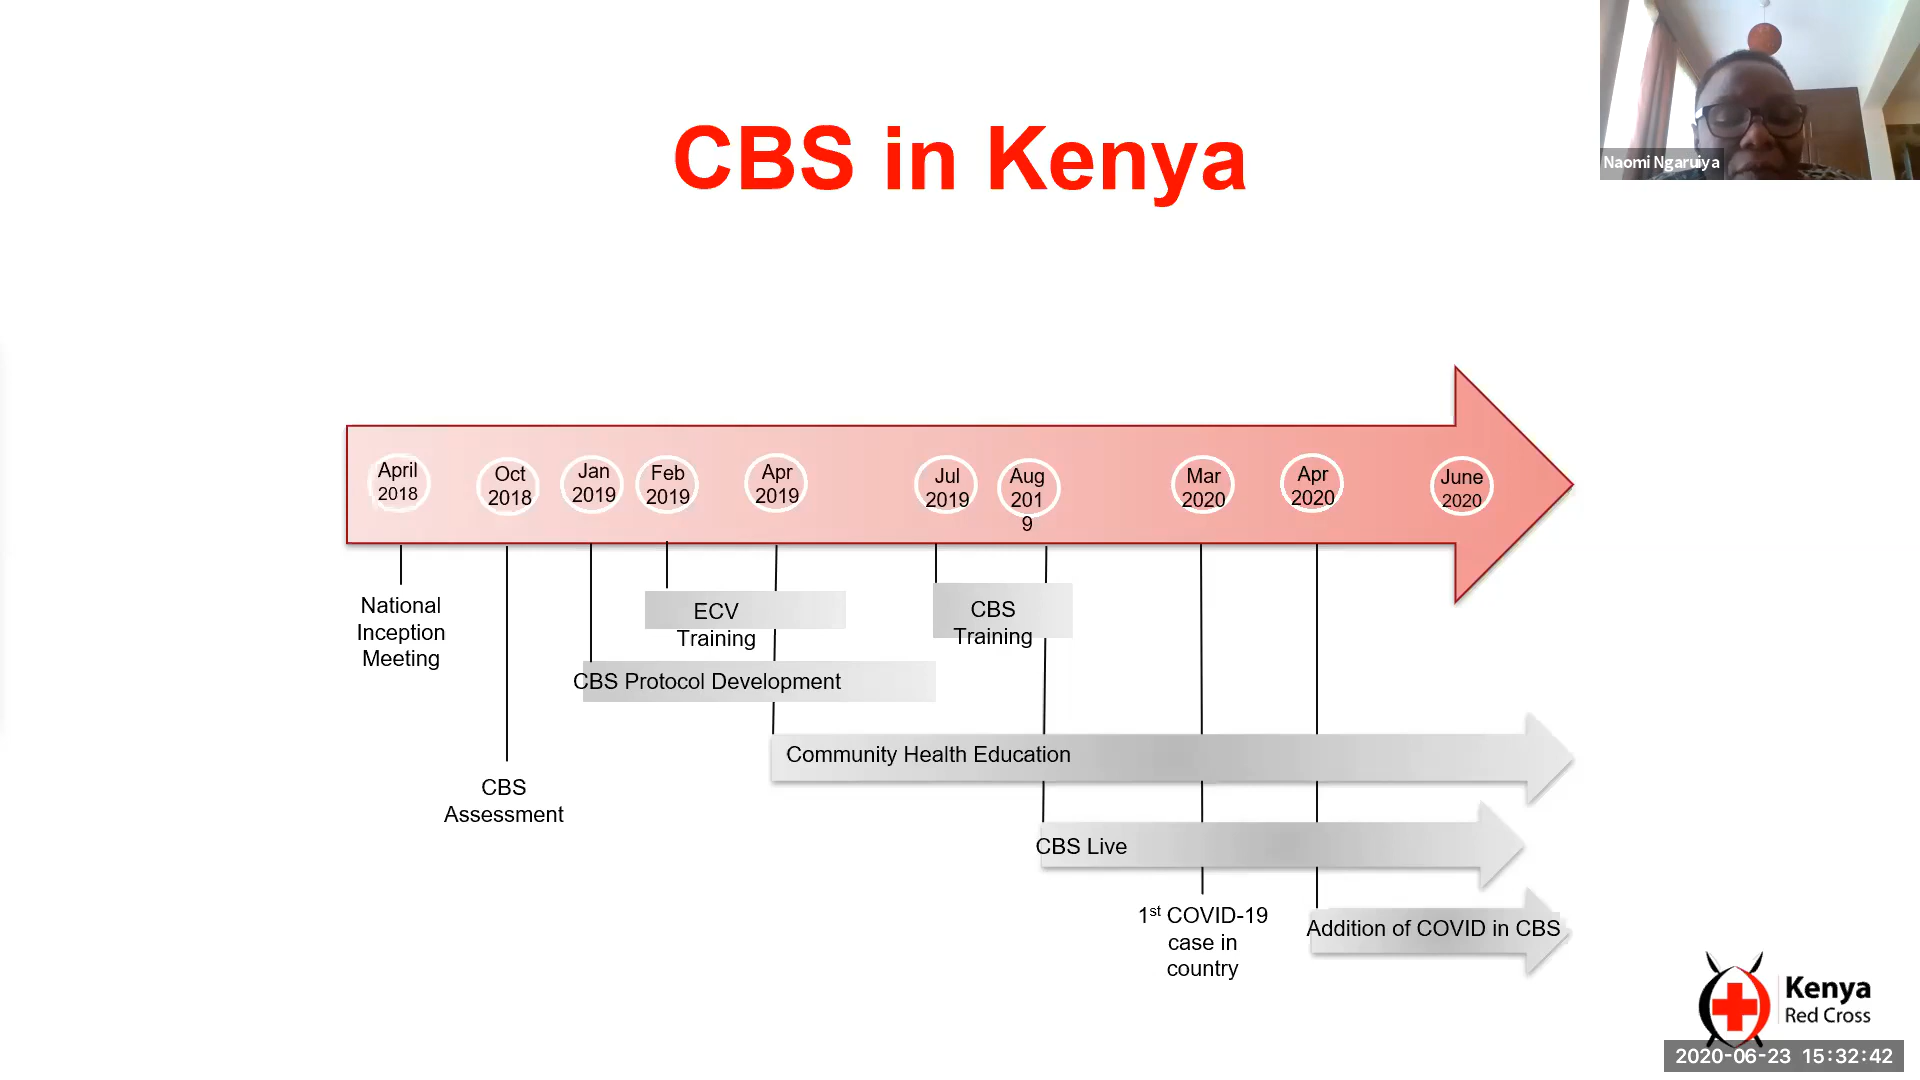 CBS in Kenya
Naomi Ngaruiya
April
2018
Oct
2018
Jan
2019
Feb
2019
Apr
2019
Jul
2019
Aug
201
9
Mar
2020
Apr
2020
June
2020
National
Inception
Meeting
ECV
Training
CBS
Training
CBS Protocol Development
Community Health Education
CBS
Assessment
CBS Live
1st COVID-19
case in
country
Addition of COVID in CBS
Kenya
Red Cross
2020-06-23 15:32:42